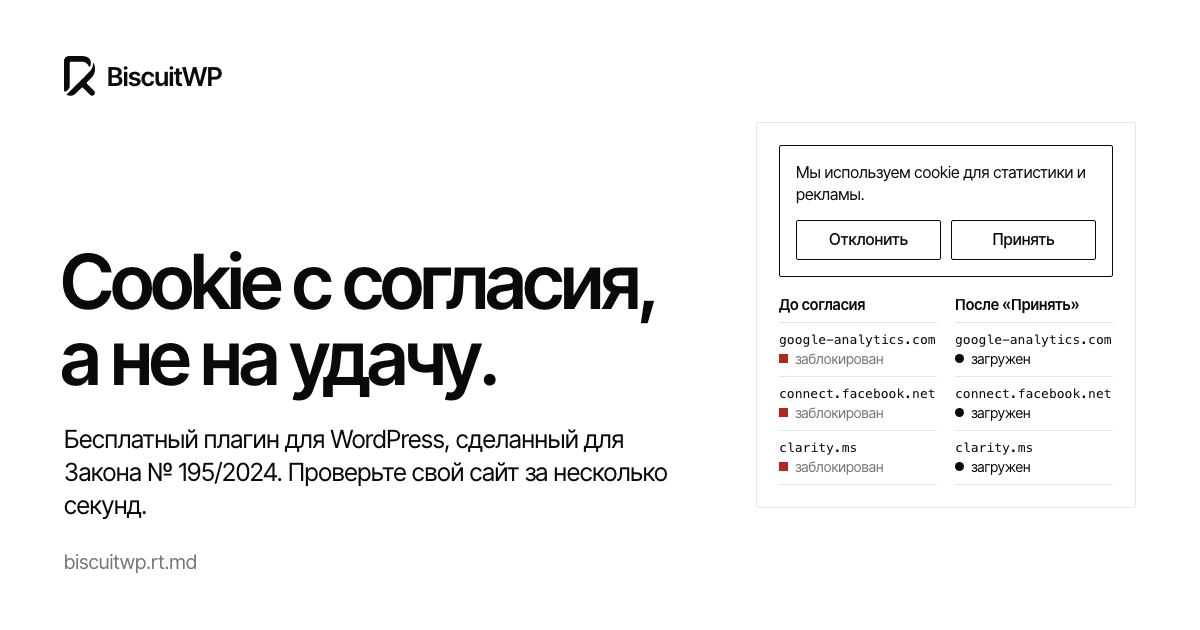 BiscuitWP
Cookie с согласия,
а не на удачу.
Бесплатный плагин для WordPress, сделанный для
Закона № 195/2024. Проверьте свой сайт за несколько
секунд.
biscuitwp.rt.md
Мы используем cookie для статистики и
рекламы.
Отклонить Принять
До согласия После «Принять»
google-analytics.com google-analytics.com
заблокирован загружен
connect.facebook.net connect.facebook.net
заблокирован загружен
clarity.ms clarity.ms
заблокирован загружен